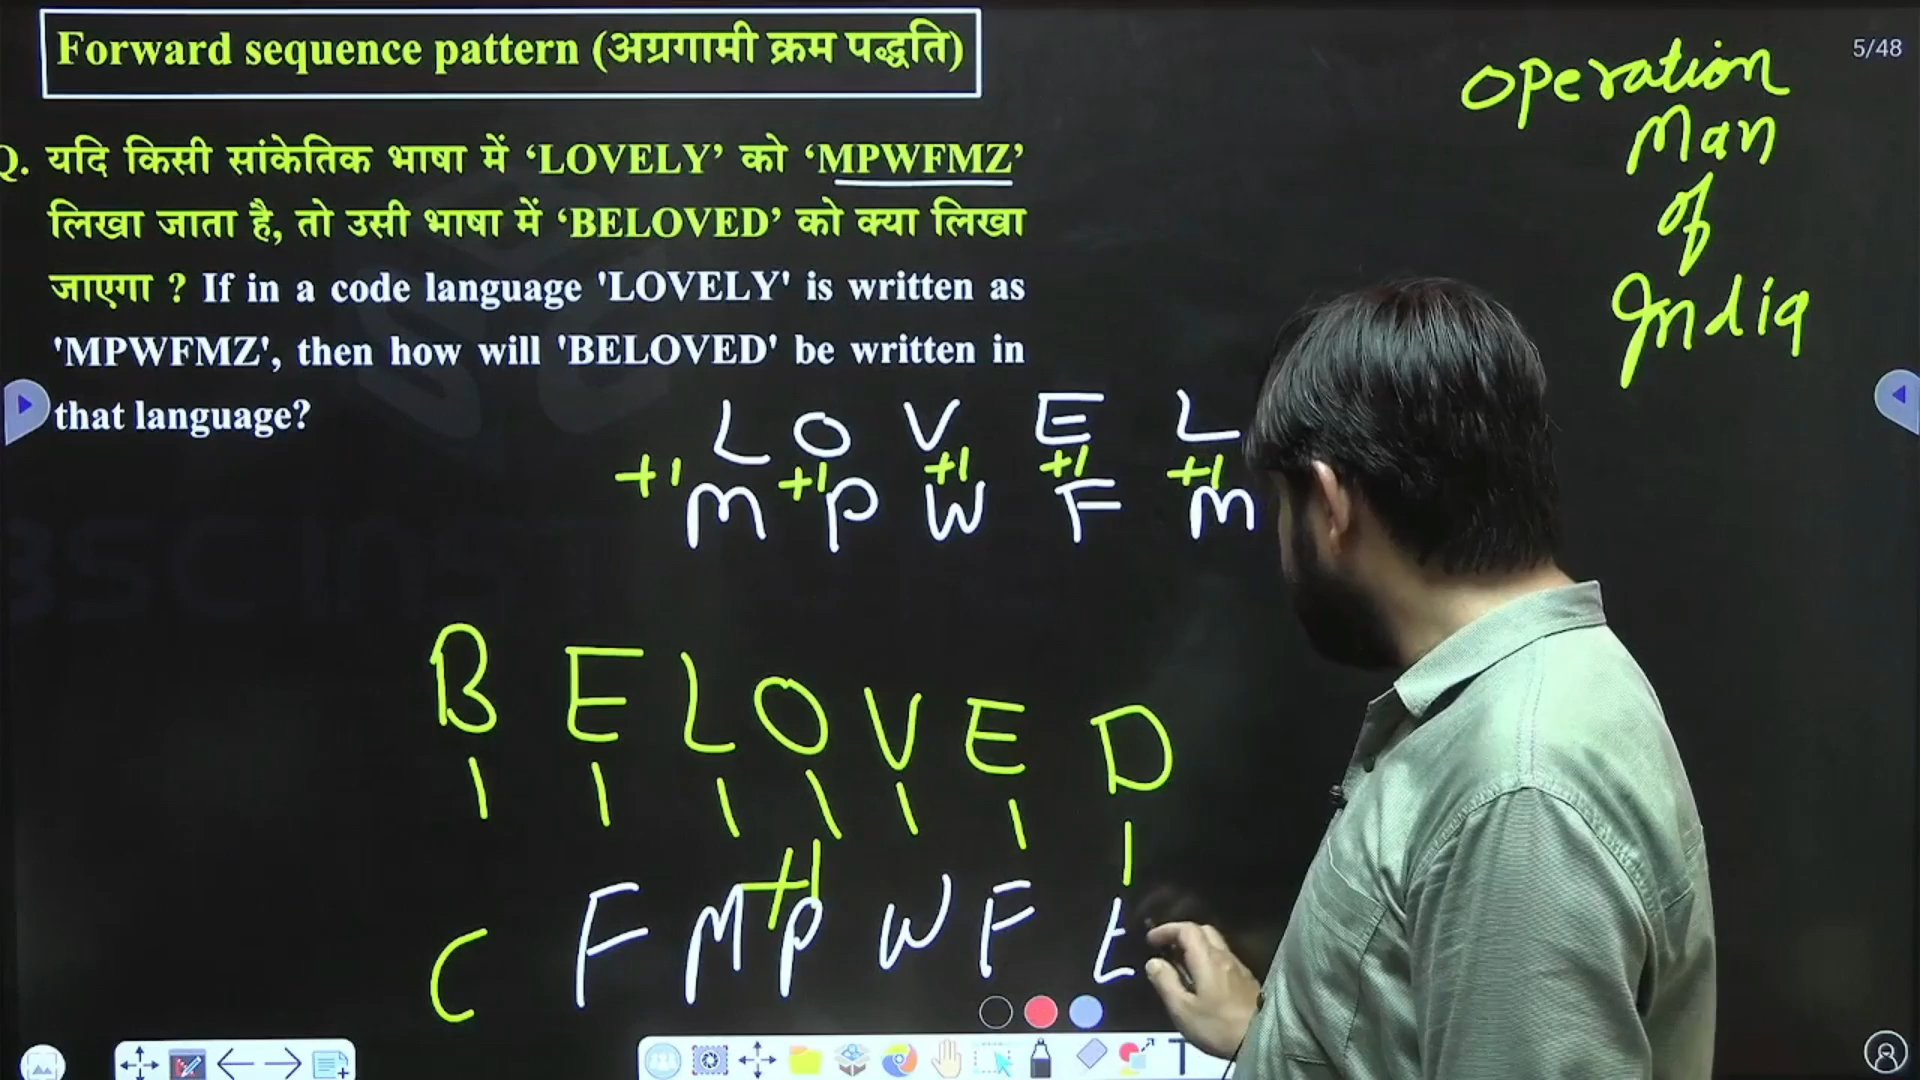 Forward sequence pattern (अग्रगामी क्रम पद्धति)
5/48
Operation
Man
of
India
Q. यदि किसी सांकेतिक भाषा में ‘LOVELY’ को ‘MPWFMZ’
लिखा जाता है, तो उसी भाषा में ‘BELOVED’ को क्या लिखा
जाएगा ? If in a code language 'LOVELY' is written as
'MPWFMZ', then how will 'BELOVED' be written in
that language?
L O V E L
+1 +1 +1 +1 +1
M P W F M
B E L O V E D
+1
C F M P W F E